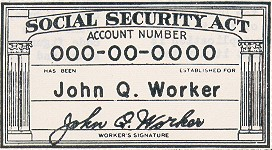 SOCIAL SECURITY ACT
ACCOUNT NUMBER
000-00-0000
HAS BEEN ESTABLISHED FOR
John Q. Worker
John Q. Worker
WORKER'S SIGNATURE